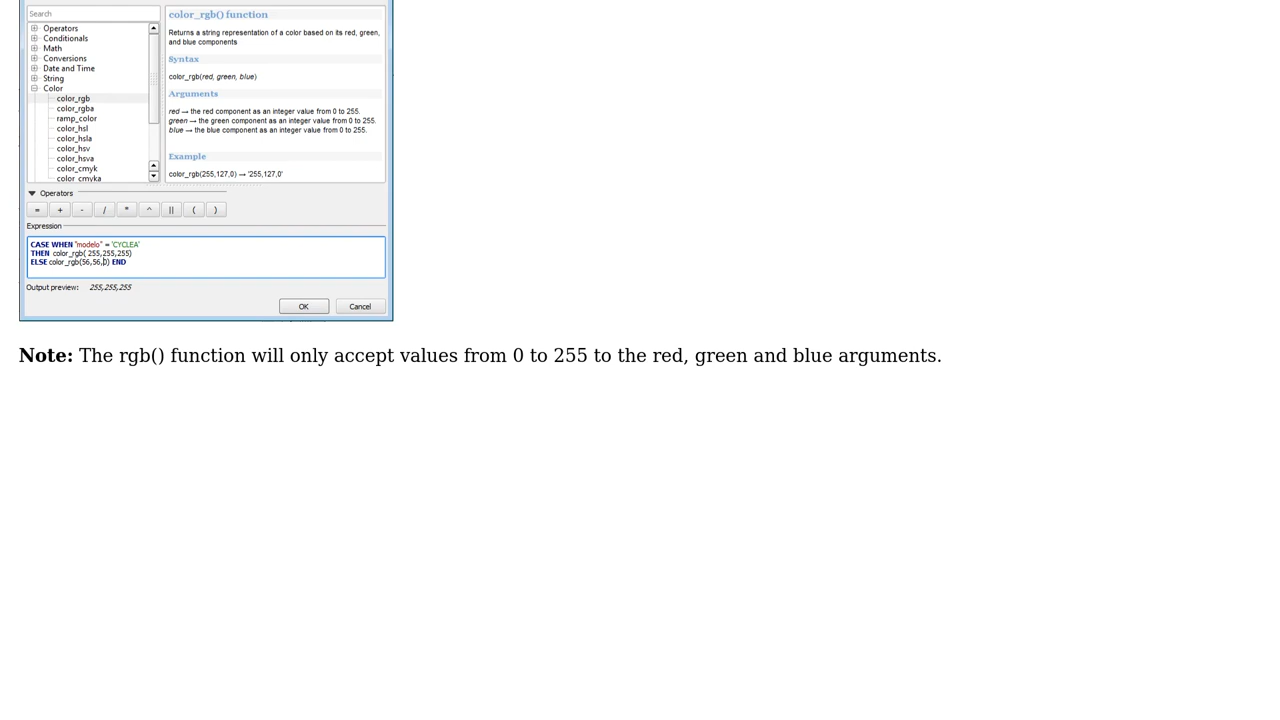 Search
Operators
Conditionals
Math
Conversions
Date and Time
String
Color
color_rgb
color_rgba
ramp_color
color_hsl
color_hsla
color_hsv
color_hsva
color_cmyk
color_cmyka
color_rgb() function
Returns a string representation of a color based on its red, green,
and blue components
Syntax
color_rgb(red, green, blue)
Arguments
red → the red component as an integer value from 0 to 255.
green → the green component as an integer value from 0 to 255.
blue → the blue component as an integer value from 0 to 255.
Example
color_rgb(255,127,0) → '255,127,0'
Operators
= + - / * ^ || ( )
Expression
CASE WHEN "modelo" = 'CYCLEA'
THEN color_rgb( 255,255,255)
ELSE color_rgb(56,56,0) END
Output preview: 255,255,255
OK Cancel
Note: The rgb() function will only accept values from 0 to 255 to the red, green and blue arguments.